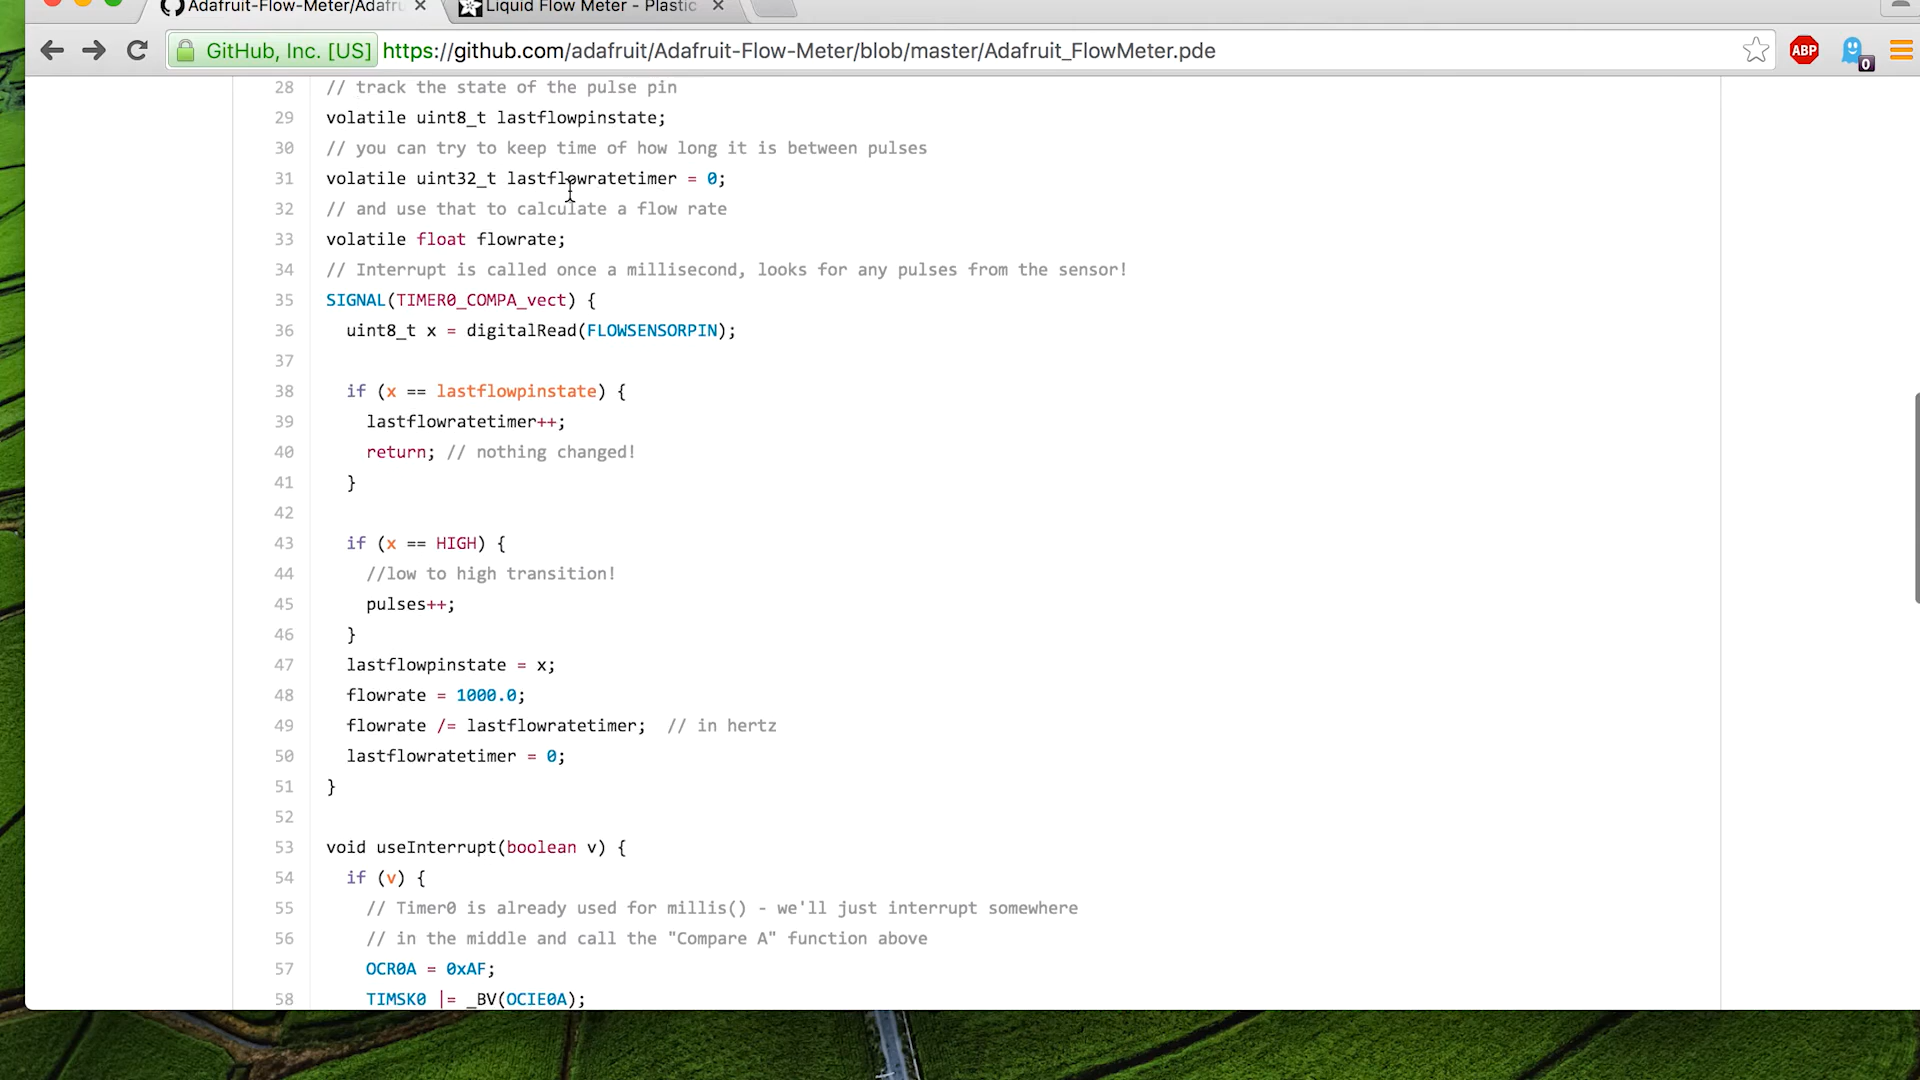 Adafruit-Flow-Meter/Adafru
Liquid Flow Meter - Plastic
GitHub, Inc. [US] https://github.com/adafruit/Adafruit-Flow-Meter/blob/master/Adafruit_FlowMeter.pde
ABP
0
28 // track the state of the pulse pin
29 volatile uint8_t lastflowpinstate;
30 // you can try to keep time of how long it is between pulses
31 volatile uint32_t lastflowratetimer = 0;
32 // and use that to calculate a flow rate
33 volatile float flowrate;
34 // Interrupt is called once a millisecond, looks for any pulses from the sensor!
35 SIGNAL(TIMER0_COMPA_vect) {
36 uint8_t x = digitalRead(FLOWSENSORPIN);
37
38 if (x == lastflowpinstate) {
39 lastflowratetimer++;
40 return; // nothing changed!
41 }
42
43 if (x == HIGH) {
44 //low to high transition!
45 pulses++;
46 }
47 lastflowpinstate = x;
48 flowrate = 1000.0;
49 flowrate /= lastflowratetimer; // in hertz
50 lastflowratetimer = 0;
51 }
52
53 void useInterrupt(boolean v) {
54 if (v) {
55 // Timer0 is already used for millis() - we'll just interrupt somewhere
56 // in the middle and call the "Compare A" function above
57 OCR0A = 0xAF;
58 TIMSK0 |= _BV(OCIE0A);